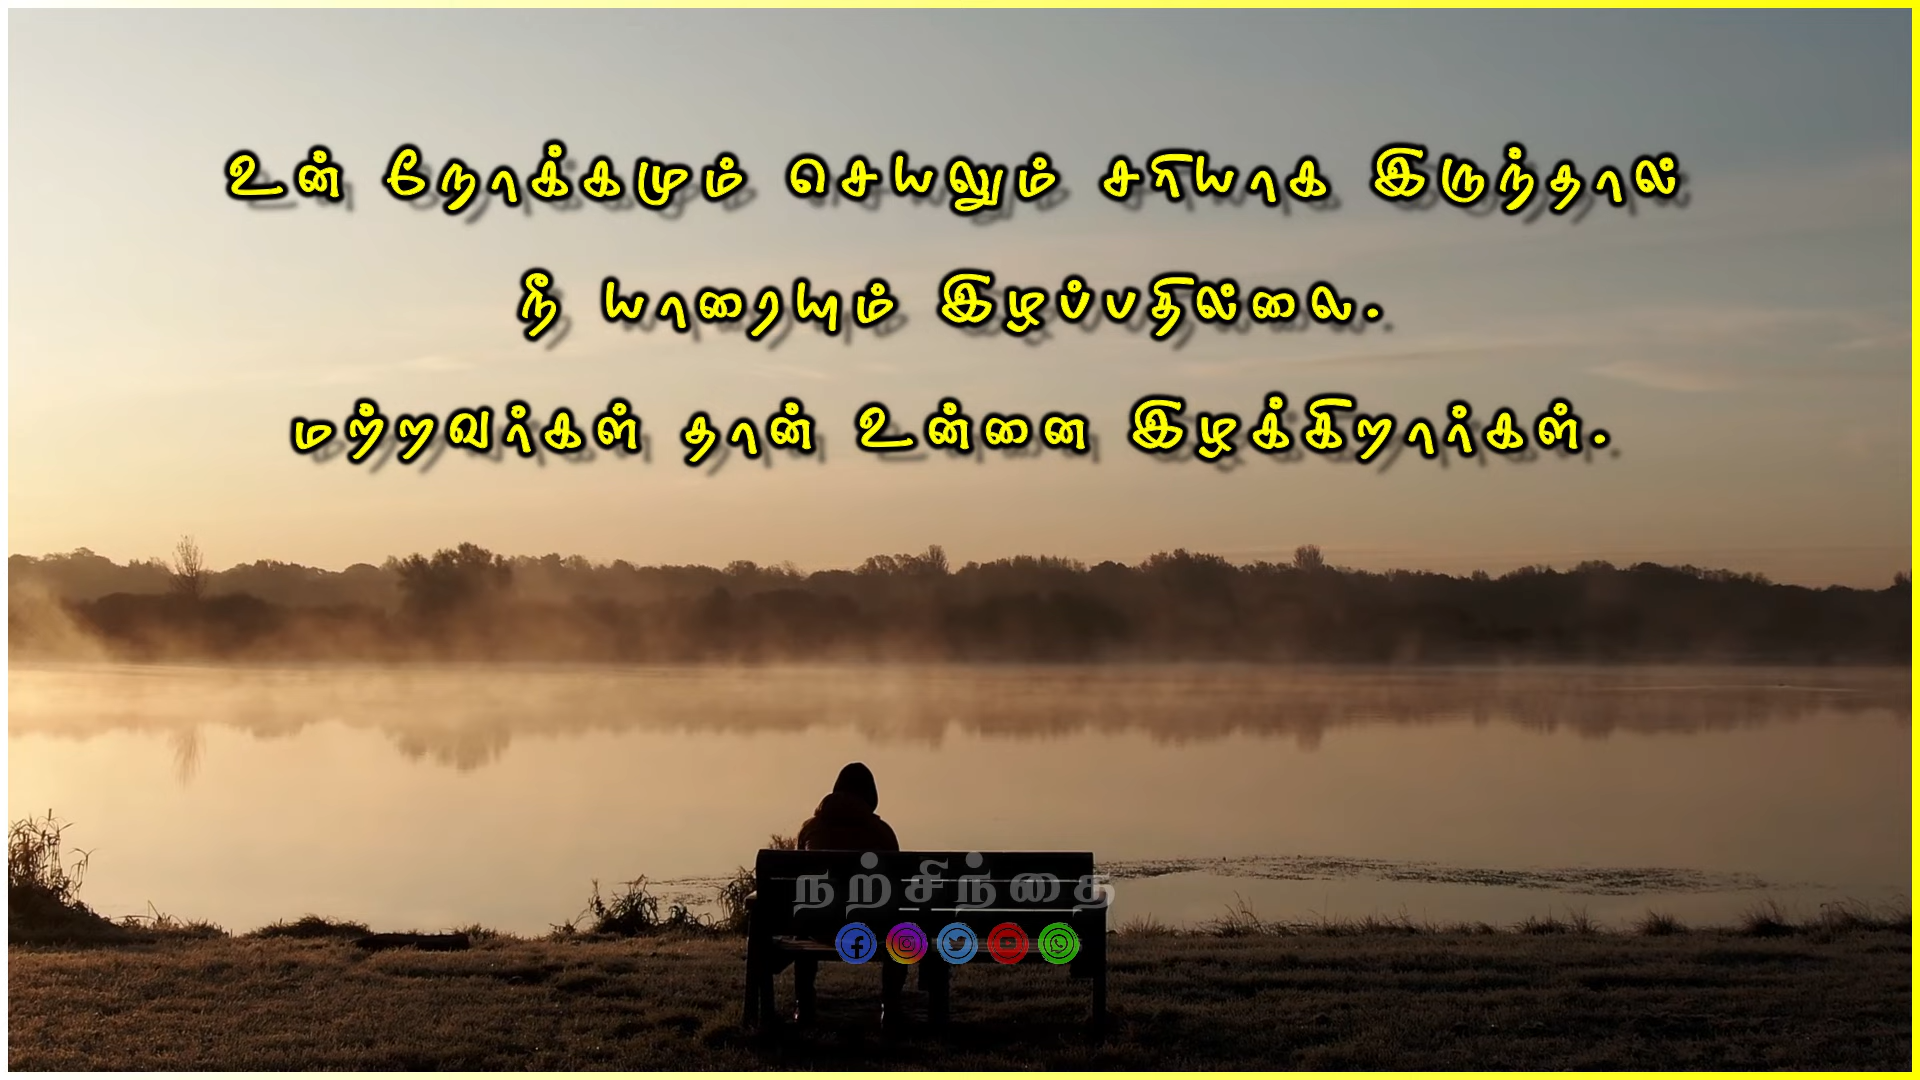 உன் நோக்கமும் செயலும் சரியாக இருந்தால்
நீ யாரையும் இழப்பதில்லை.
மற்றவர்கள் தான் உன்னை இழக்கிறார்கள்.
நற்சிந்தை